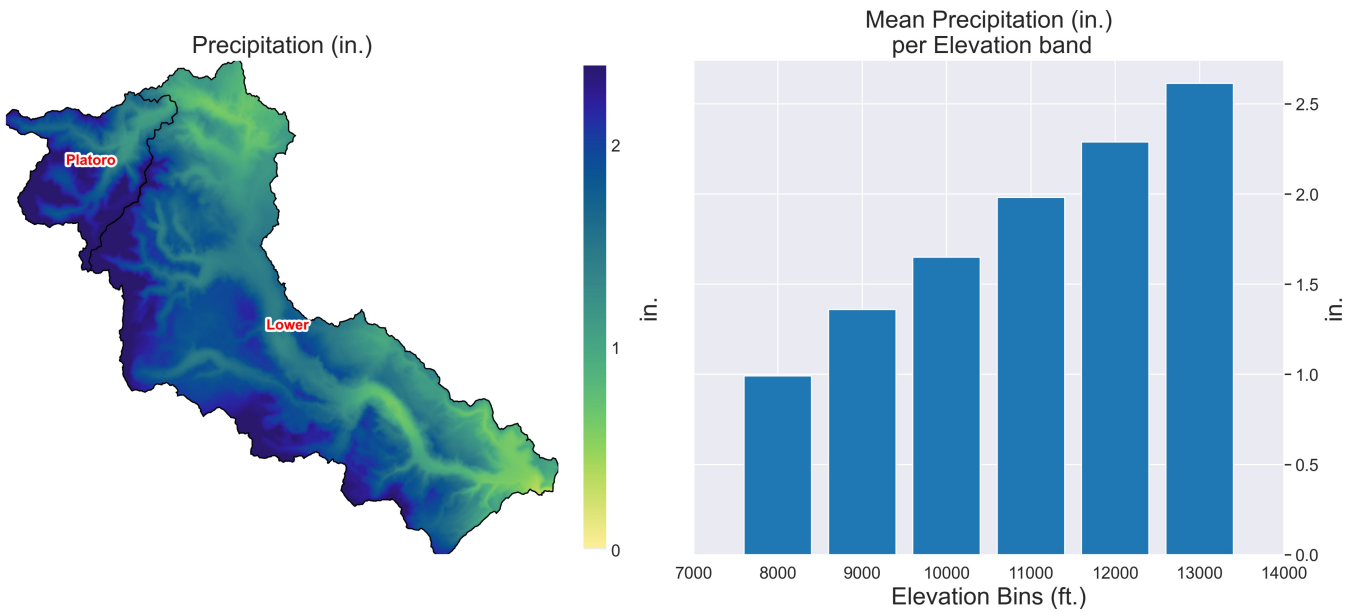 Precipitation (in.)
Platoro
Lower
2
1
0
in.
Mean Precipitation (in.)
per Elevation band
2.5
2.0
1.5
1.0
0.5
0.0
in.
7000 8000 9000 10000 11000 12000 13000 14000
Elevation Bins (ft.)